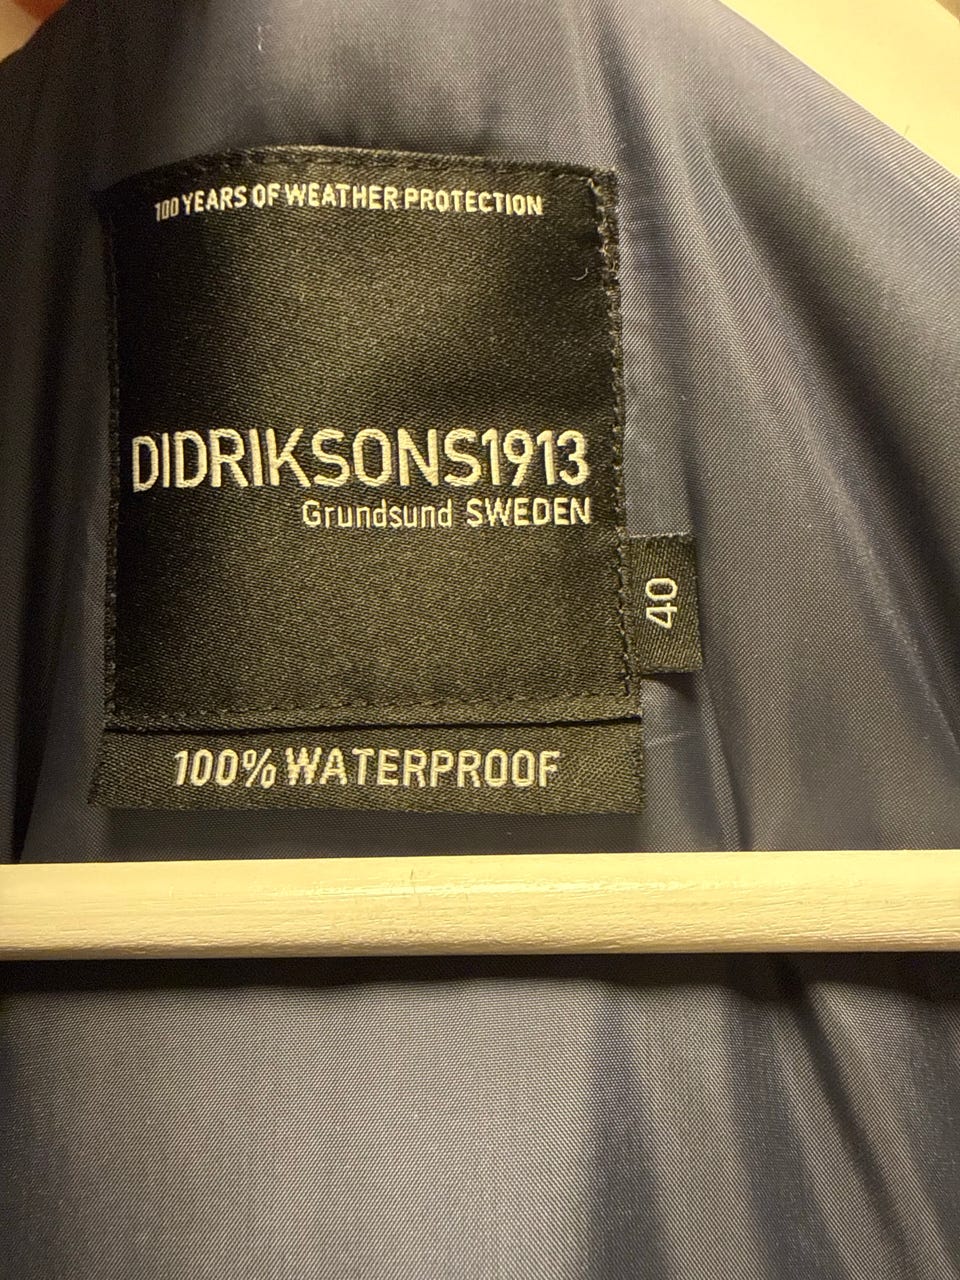 100 YEARS OF WEATHER PROTECTION
DIDRIKSONS1913
Grundsund SWEDEN
40
100% WATERPROOF